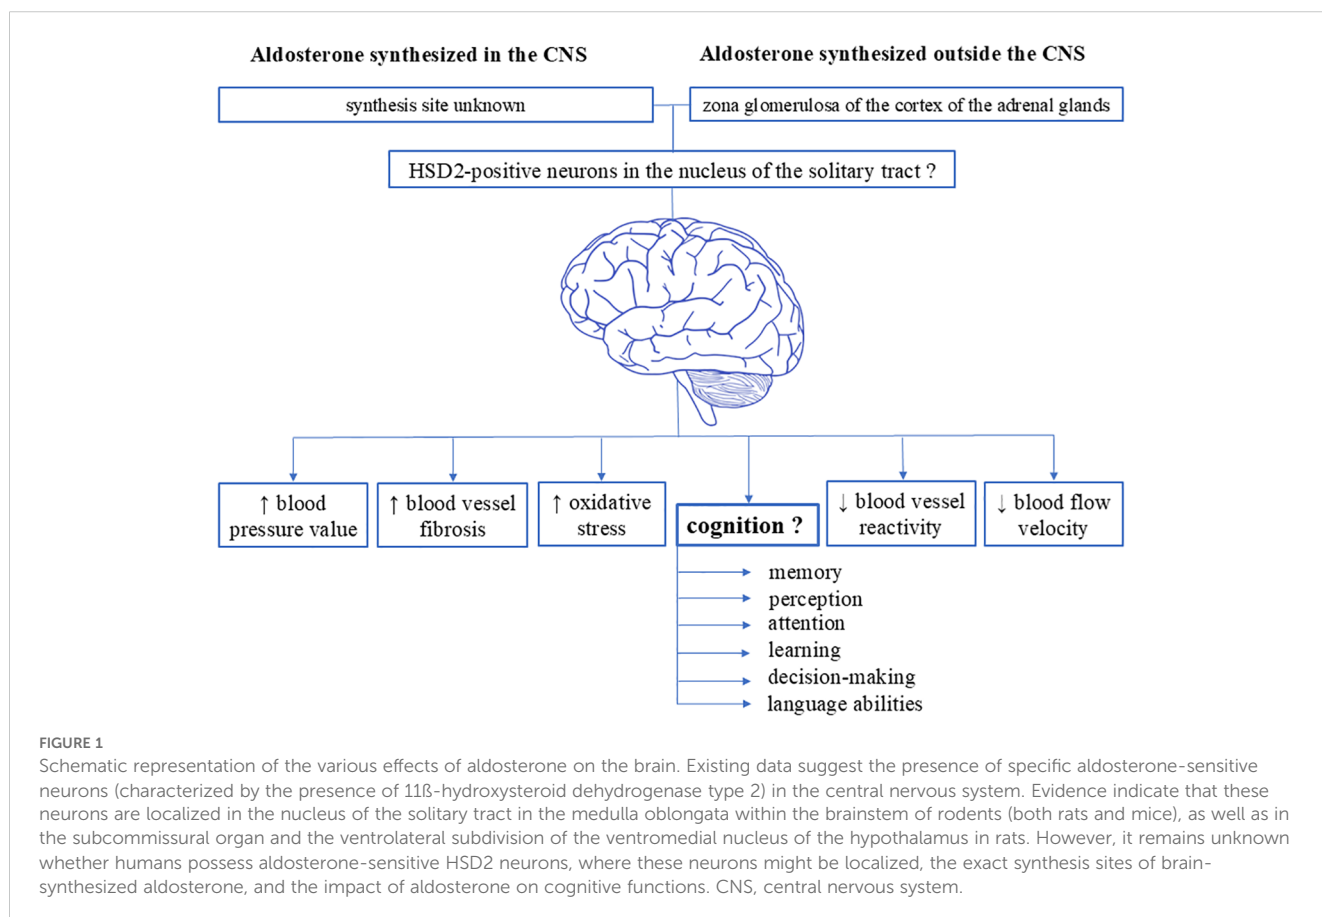 Aldosterone synthesized in the CNS
Aldosterone synthesized outside the CNS
synthesis site unknown
zona glomerulosa of the cortex of the adrenal glands
HSD2-positive neurons in the nucleus of the solitary tract ?
↑ blood
pressure value
↑ blood vessel
fibrosis
↑ oxidative
stress
cognition ?
↓ blood vessel
reactivity
↓ blood flow
velocity
memory
perception
attention
learning
decision-making
language abilities
FIGURE 1
Schematic representation of the various effects of aldosterone on the brain. Existing data suggest the presence of specific aldosterone-sensitive
neurons (characterized by the presence of 11ß-hydroxysteroid dehydrogenase type 2) in the central nervous system. Evidence indicate that these
neurons are localized in the nucleus of the solitary tract in the medulla oblongata within the brainstem of rodents (both rats and mice), as well as in
the subcommissural organ and the ventrolateral subdivision of the ventromedial nucleus of the hypothalamus in rats. However, it remains unknown
whether humans possess aldosterone-sensitive HSD2 neurons, where these neurons might be localized, the exact synthesis sites of brain-
synthesized aldosterone, and the impact of aldosterone on cognitive functions. CNS, central nervous system.